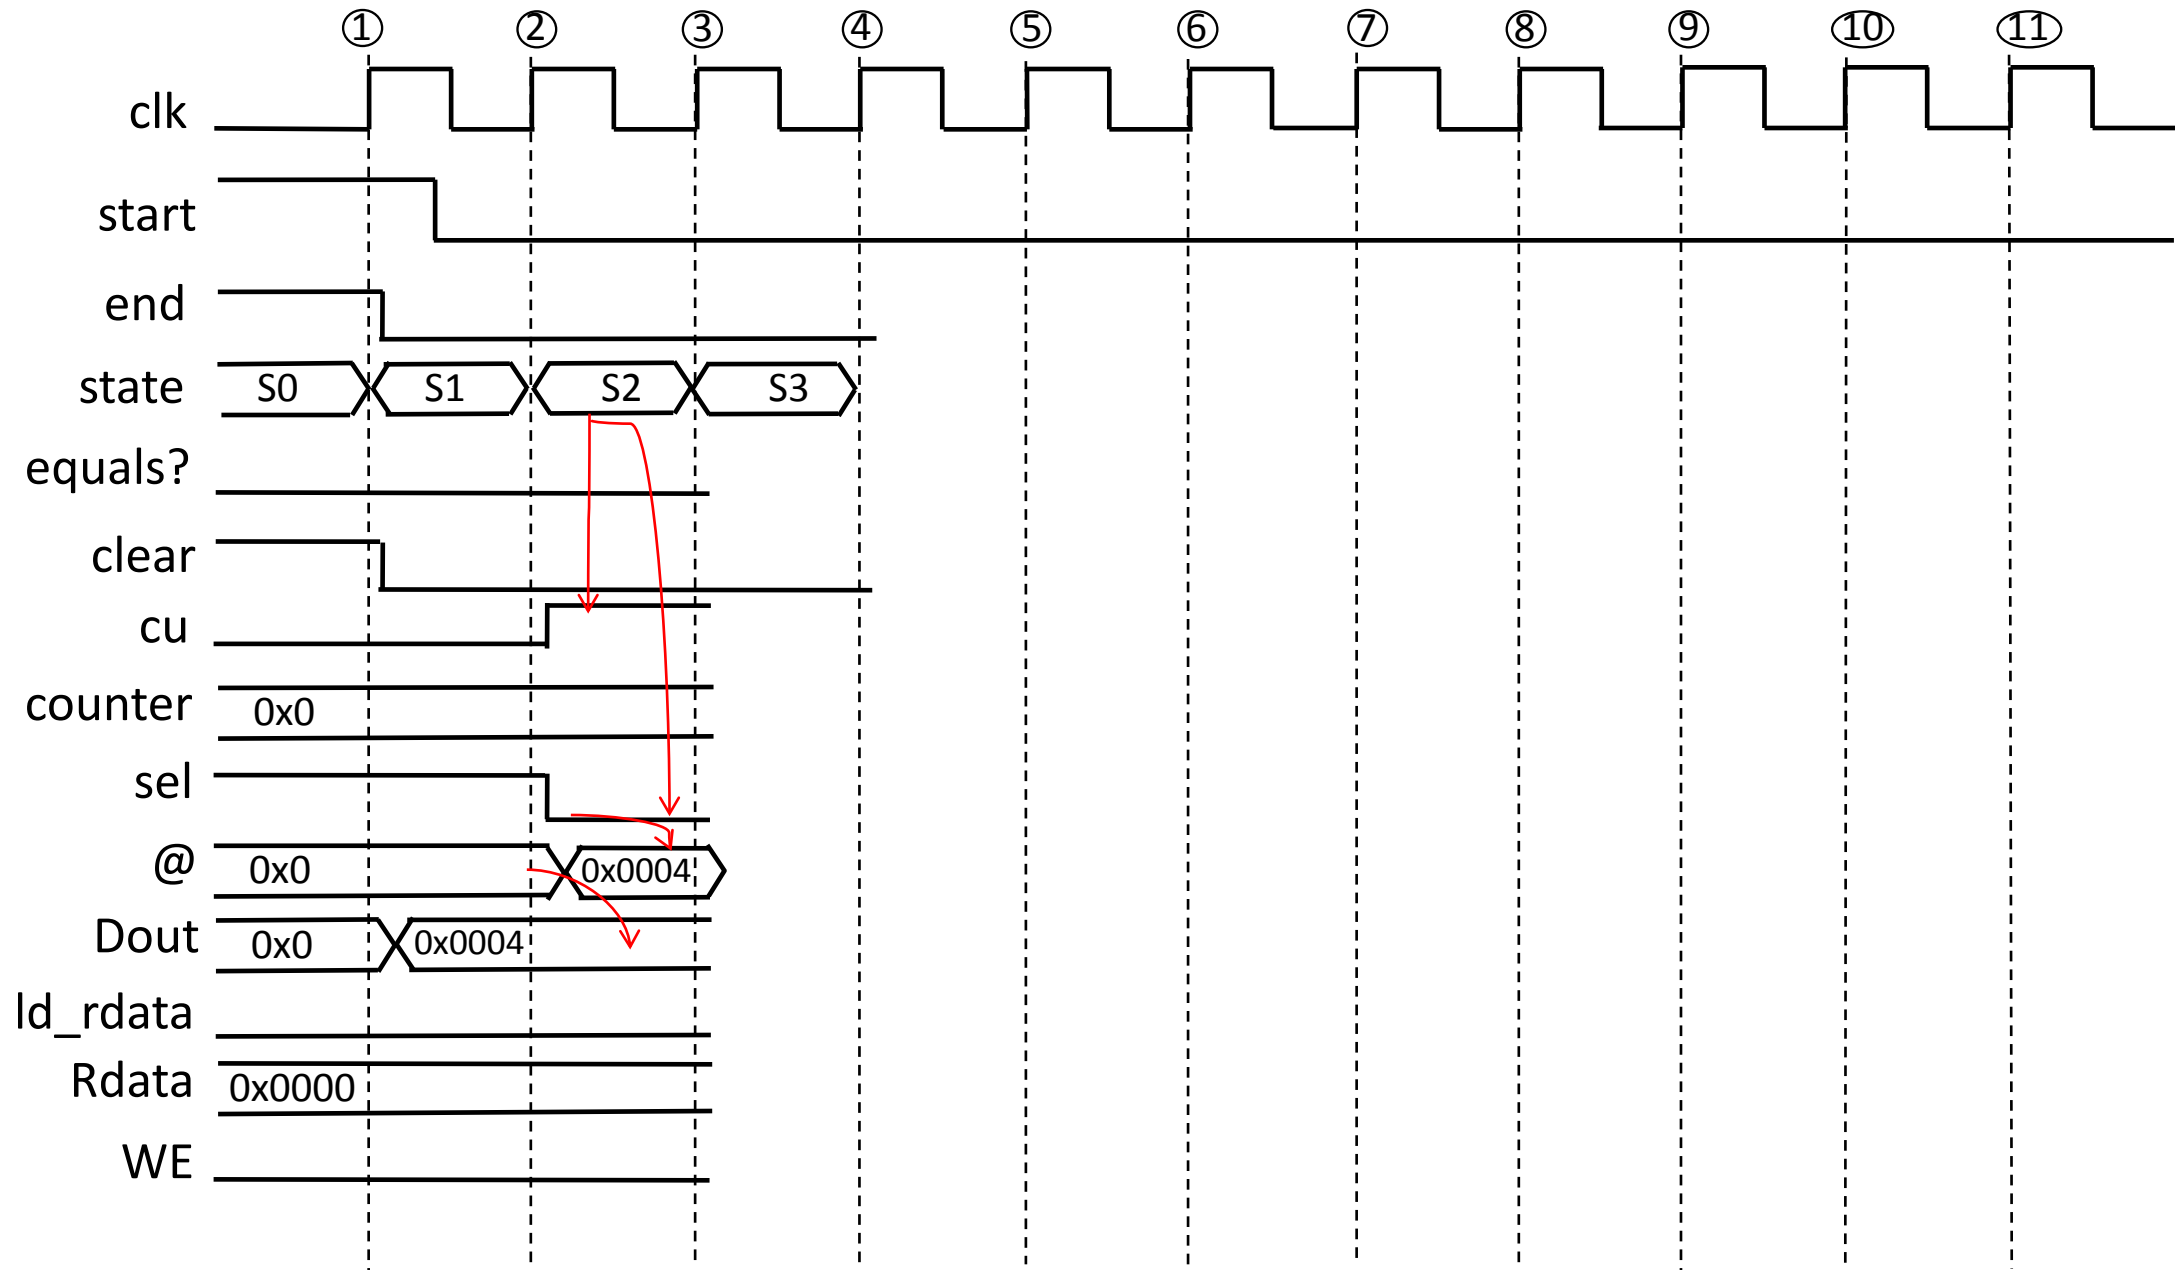 ① ② ③ ④ ⑤ ⑥ ⑦ ⑧ ⑨ ⑩ ⑪
clk
start
end
state S0 S1 S2 S3
equals?
clear
cu
counter 0x0
sel
@ 0x0 0x0004
Dout 0x0 0x0004
ld_rdata
Rdata 0x0000
WE